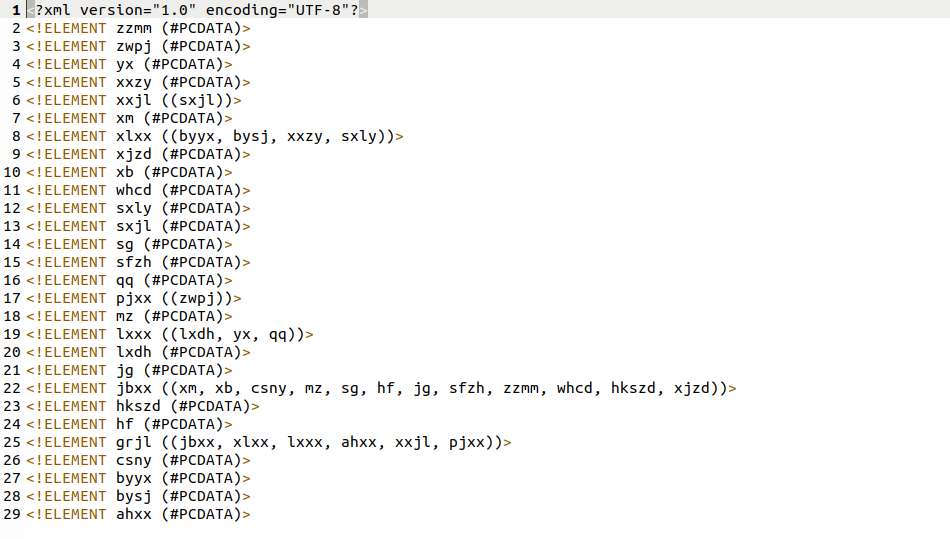 1 <?xml version="1.0" encoding="UTF-8"?>
2 <!ELEMENT zzmm (#PCDATA)>
3 <!ELEMENT zwpj (#PCDATA)>
4 <!ELEMENT yx (#PCDATA)>
5 <!ELEMENT xxzy (#PCDATA)>
6 <!ELEMENT xxjl ((sxjl))>
7 <!ELEMENT xm (#PCDATA)>
8 <!ELEMENT xlxx ((byyx, bysj, xxzy, sxly))>
9 <!ELEMENT xjzd (#PCDATA)>
10 <!ELEMENT xb (#PCDATA)>
11 <!ELEMENT whcd (#PCDATA)>
12 <!ELEMENT sxly (#PCDATA)>
13 <!ELEMENT sxjl (#PCDATA)>
14 <!ELEMENT sg (#PCDATA)>
15 <!ELEMENT sfzh (#PCDATA)>
16 <!ELEMENT qq (#PCDATA)>
17 <!ELEMENT pjxx ((zwpj))>
18 <!ELEMENT mz (#PCDATA)>
19 <!ELEMENT lxxx ((lxdh, yx, qq))>
20 <!ELEMENT lxdh (#PCDATA)>
21 <!ELEMENT jg (#PCDATA)>
22 <!ELEMENT jbxx ((xm, xb, csny, mz, sg, hf, jg, sfzh, zzmm, whcd, hkszd, xjzd))>
23 <!ELEMENT hkszd (#PCDATA)>
24 <!ELEMENT hf (#PCDATA)>
25 <!ELEMENT grjl ((jbxx, xlxx, lxxx, ahxx, xxjl, pjxx))>
26 <!ELEMENT csny (#PCDATA)>
27 <!ELEMENT byyx (#PCDATA)>
28 <!ELEMENT bysj (#PCDATA)>
29 <!ELEMENT ahxx (#PCDATA)>